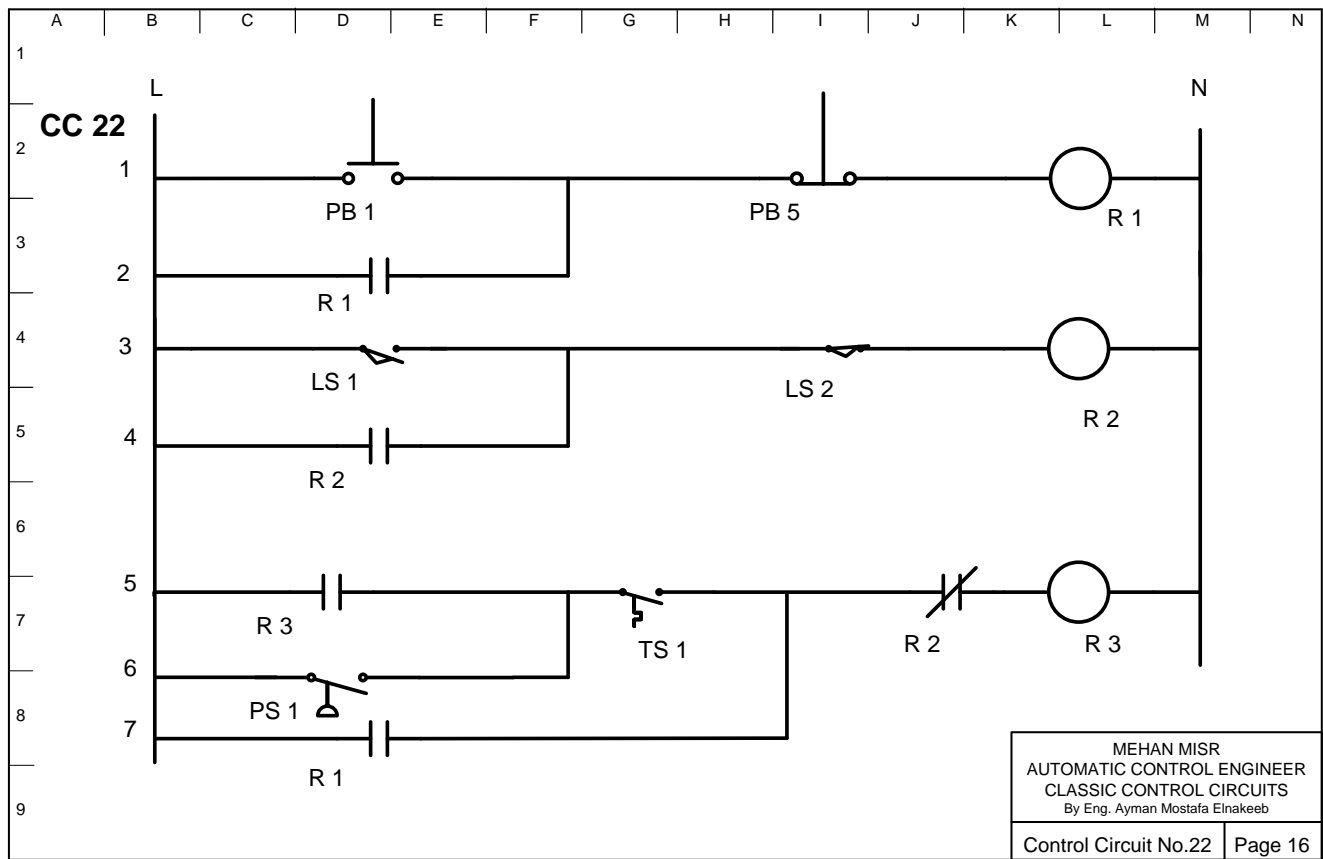 A B C D E F G H I J K L M N
1
L N
CC 22
2
1
PB 1 PB 5 R 1
3
2
R 1
4
3
LS 1 LS 2
R 2
5
4
R 2
6
5
7
R 3 TS 1 R 2 R 3
6
PS 1
8
7
R 1
9
MEHAN MISR
AUTOMATIC CONTROL ENGINEER
CLASSIC CONTROL CIRCUITS
By Eng. Ayman Mostafa Elnakeeb
Control Circuit No.22 Page 16